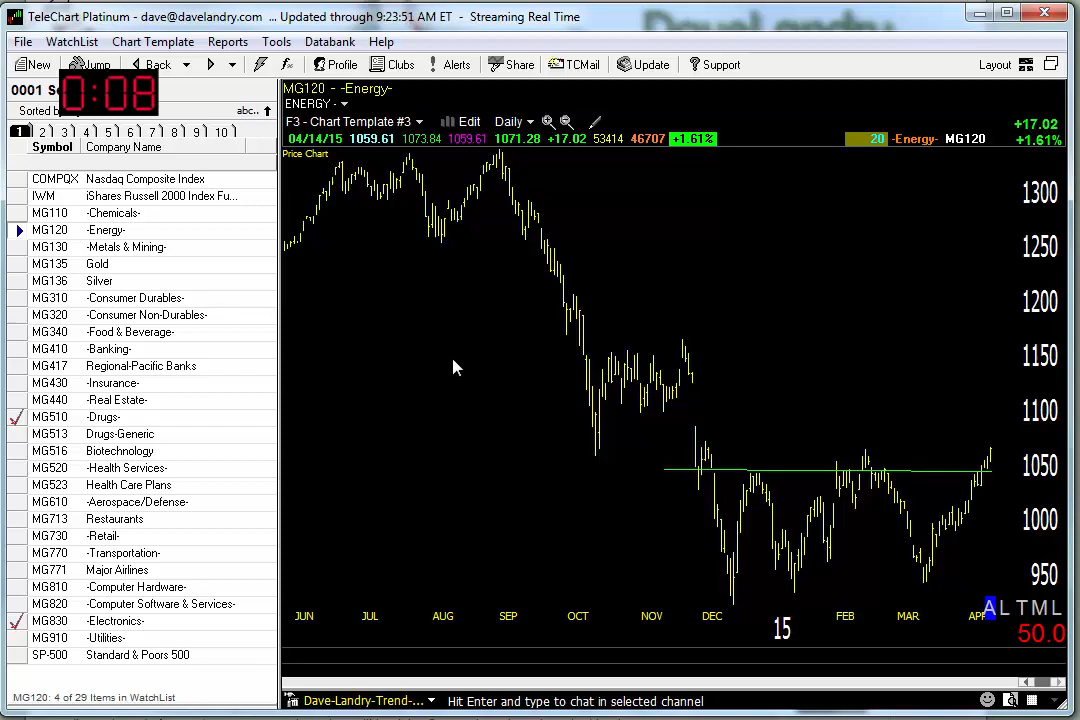 TeleChart Platinum - dave@davelandry.com ... Updated through 9:23:51 AM ET - Streaming Real Time
File WatchList Chart Template Reports Tools Databank Help
New Jump Back Profile Clubs Alerts Share TCMail Update Support Layout
0001 S
0:08
Sorted abc..
1 2 3 4 5 6 7 8 9 10
Symbol Company Name
COMPQX Nasdaq Composite Index
IWM iShares Russell 2000 Index Fu...
MG110 -Chemicals-
MG120 -Energy-
MG130 -Metals & Mining-
MG135 Gold
MG136 Silver
MG310 -Consumer Durables-
MG320 -Consumer Non-Durables-
MG340 -Food & Beverage-
MG410 -Banking-
MG417 Regional-Pacific Banks
MG430 -Insurance-
MG440 -Real Estate-
MG510 -Drugs-
MG513 Drugs-Generic
MG516 Biotechnology
MG520 -Health Services-
MG523 Health Care Plans
MG610 -Aerospace/Defense-
MG713 Restaurants
MG730 -Retail-
MG770 -Transportation-
MG771 Major Airlines
MG810 -Computer Hardware-
MG820 -Computer Software & Services-
MG830 -Electronics-
MG910 -Utilities-
SP-500 Standard & Poors 500
MG120: 4 of 29 Items in WatchList
MG120 - -Energy-
ENERGY -
F3 - Chart Template #3 Edit Daily
04/14/15 1059.61 1073.84 1059.61 1071.28 +17.02 53414 46707 +1.61% 20 -Energy- MG120
+17.02
+1.61%
Price Chart
1300
1250
1200
1150
1100
1050
1000
950
JUN JUL AUG SEP OCT NOV DEC 15 FEB MAR APR
A L T M L
50.0
Dave-Landry-Trend-... Hit Enter and type to chat in selected channel